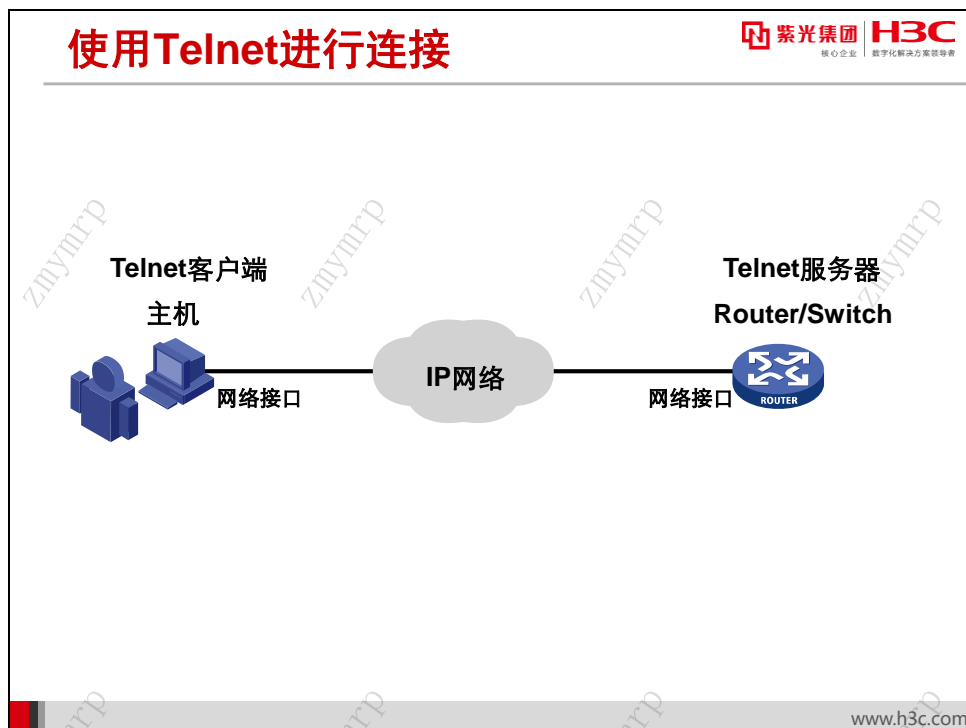 使用Telnet进行连接
紫光集团 H3C
核心企业 数字化解决方案领导者
zmymrp zmymrp zmymrp zmymrp
Telnet客户端
主机
Telnet服务器
Router/Switch
IP网络
网络接口
网络接口
ROUTER
www.h3c.com